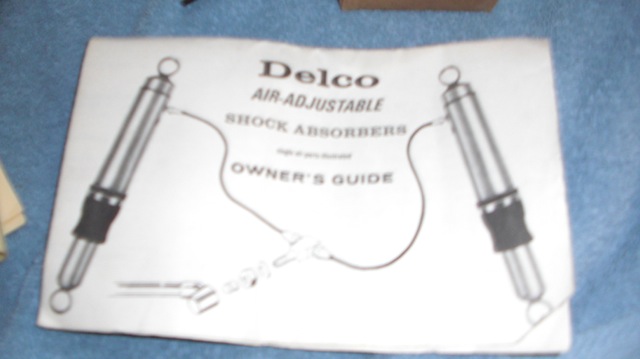 Delco
AIR-ADJUSTABLE
SHOCK ABSORBERS
OWNER'S GUIDE